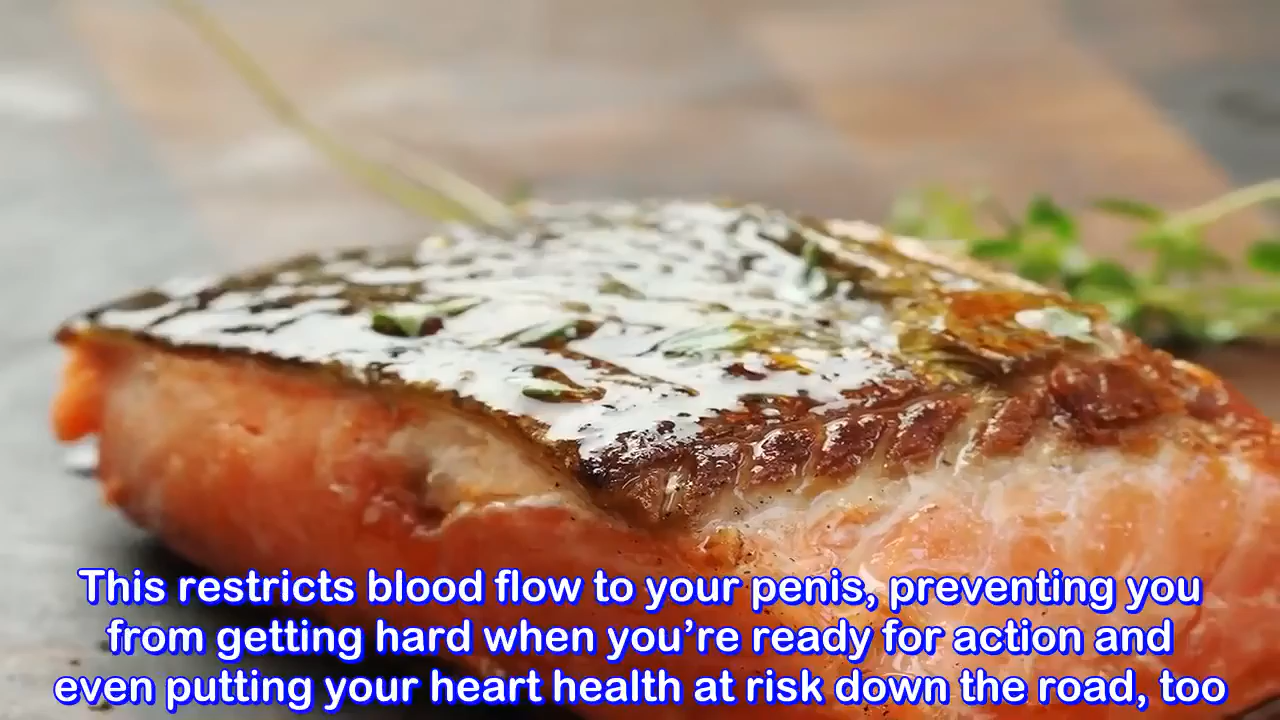 This restricts blood flow to your penis, preventing you
from getting hard when you’re ready for action and
even putting your heart health at risk down the road, too